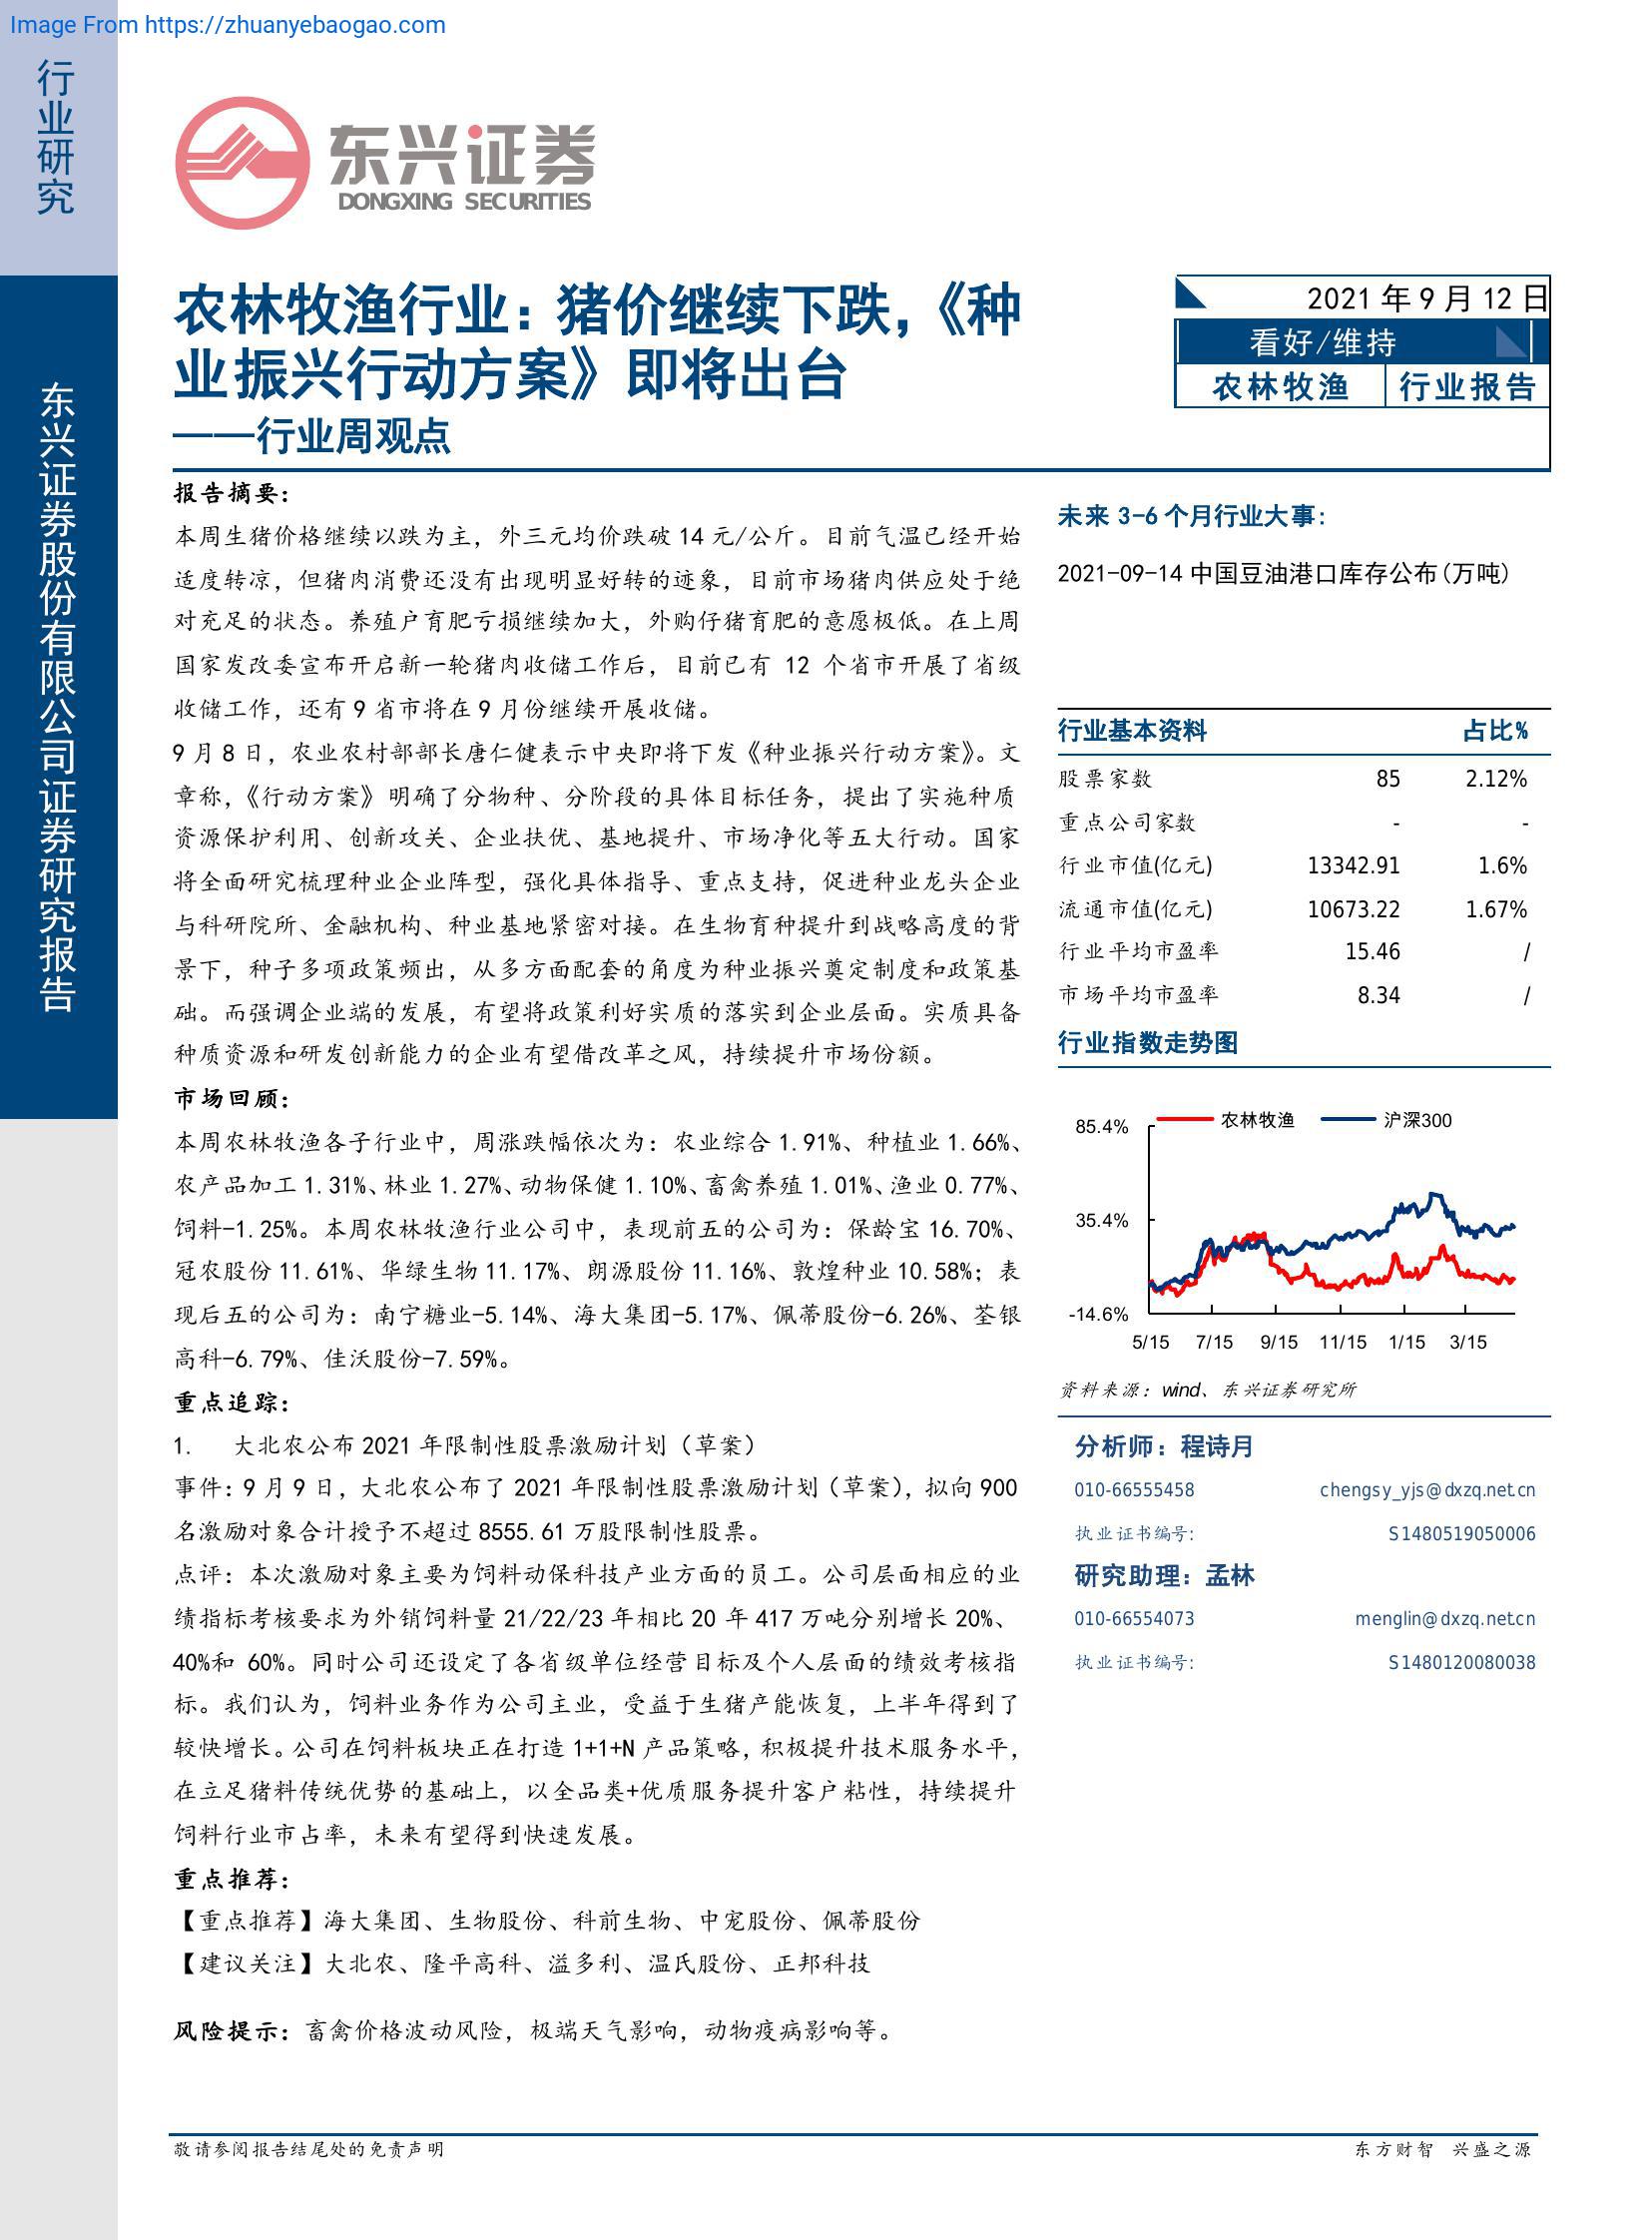 Image From https://zhuanyebaogao.com
行业研究
东兴证券股份有限公司证券研究报告
东兴证券
DONGXING SECURITIES
农林牧渔行业：猪价继续下跌，《种
业振兴行动方案》即将出台
——行业周观点
2021 年 9 月 12 日
看好/维持
农林牧渔 行业报告
报告摘要：
本周生猪价格继续以跌为主，外三元均价跌破 14 元/公斤。目前气温已经开始
适度转凉，但猪肉消费还没有出现明显好转的迹象，目前市场猪肉供应处于绝
对充足的状态。养殖户育肥亏损继续加大，外购仔猪育肥的意愿极低。在上周
国家发改委宣布开启新一轮猪肉收储工作后，目前已有 12 个省市开展了省级
收储工作，还有 9 省市将在 9 月份继续开展收储。
9 月 8 日，农业农村部部长唐仁健表示中央即将下发《种业振兴行动方案》。文
章称，《行动方案》明确了分物种、分阶段的具体目标任务，提出了实施种质
资源保护利用、创新攻关、企业扶优、基地提升、市场净化等五大行动。国家
将全面研究梳理种业企业阵型，强化具体指导、重点支持，促进种业龙头企业
与科研院所、金融机构、种业基地紧密对接。在生物育种提升到战略高度的背
景下，种子多项政策频出，从多方面配套的角度为种业振兴奠定制度和政策基
础。而强调企业端的发展，有望将政策利好实质的落实到企业层面。实质具备
种质资源和研发创新能力的企业有望借改革之风，持续提升市场份额。
市场回顾：
本周农林牧渔各子行业中，周涨跌幅依次为：农业综合 1.91%、种植业 1.66%、
农产品加工 1.31%、林业 1.27%、动物保健 1.10%、畜禽养殖 1.01%、渔业 0.77%、
饲料-1.25%。本周农林牧渔行业公司中，表现前五的公司为：保龄宝 16.70%、
冠农股份 11.61%、华绿生物 11.17%、朗源股份 11.16%、敦煌种业 10.58%；表
现后五的公司为：南宁糖业-5.14%、海大集团-5.17%、佩蒂股份-6.26%、荃银
高科-6.79%、佳沃股份-7.59%。
重点追踪：
1. 大北农公布 2021 年限制性股票激励计划（草案）
事件：9 月 9 日，大北农公布了 2021 年限制性股票激励计划（草案），拟向 900
名激励对象合计授予不超过 8555.61 万股限制性股票。
点评：本次激励对象主要为饲料动保科技产业方面的员工。公司层面相应的业
绩指标考核要求为外销饲料量 21/22/23 年相比 20 年 417 万吨分别增长 20%、
40%和 60%。同时公司还设定了各省级单位经营目标及个人层面的绩效考核指
标。我们认为，饲料业务作为公司主业，受益于生猪产能恢复，上半年得到了
较快增长。公司在饲料板块正在打造 1+1+N 产品策略，积极提升技术服务水平，
在立足猪料传统优势的基础上，以全品类+优质服务提升客户粘性，持续提升
饲料行业市占率，未来有望得到快速发展。
重点推荐：
【重点推荐】海大集团、生物股份、科前生物、中宠股份、佩蒂股份
【建议关注】大北农、隆平高科、溢多利、温氏股份、正邦科技
风险提示：畜禽价格波动风险，极端天气影响，动物疫病影响等。
未来 3-6 个月行业大事：
2021-09-14 中国豆油港口库存公布(万吨)
行业基本资料 占比%
股票家数 85 2.12%
重点公司家数 - -
行业市值(亿元) 13342.91 1.6%
流通市值(亿元) 10673.22 1.67%
行业平均市盈率 15.46 /
市场平均市盈率 8.34 /
行业指数走势图
农林牧渔 沪深300
85.4%
35.4%
-14.6%
5/15 7/15 9/15 11/15 1/15 3/15
资料来源：wind、东兴证券研究所
分析师：程诗月
010-66555458 chengsy_yjs@dxzq.net.cn
执业证书编号: S1480519050006
研究助理：孟林
010-66554073 menglin@dxzq.net.cn
执业证书编号: S1480120080038
敬请参阅报告结尾处的免责声明
东方财智 兴盛之源